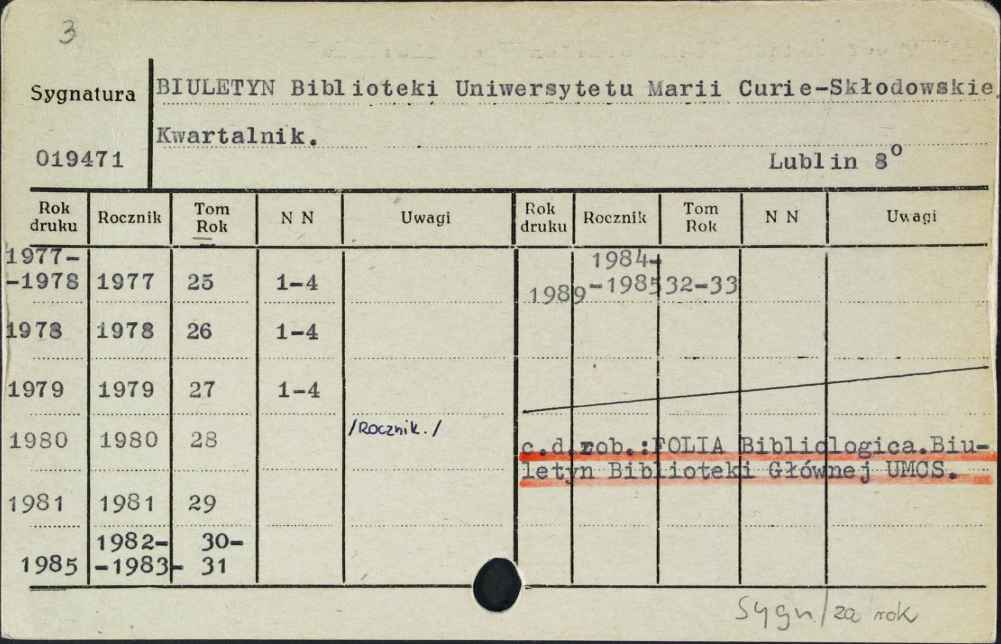 3
Sygnatura
BIULETYN Biblioteki Uniwersytetu Marii Curie-Skłodowskie
Kwartalnik.
019471
Lublin 8°
Rok druku Rocznik Tom Rok N N Uwagi Rok druku Rocznik Tom Rok N N Uwagi
1977-
-1978 1977 25 1-4
1984-
1989 -1985 32-33
1978 1978 26 1-4
1979 1979 27 1-4
1980 1980 28 /Rocznik./
c.d.zob.:FOLIA Bibliologica.Biu-
letyn Biblioteki Głównej UMCS.
1981 1981 29
1982- 30-
1985 -1983- 31
Sygn/za rok